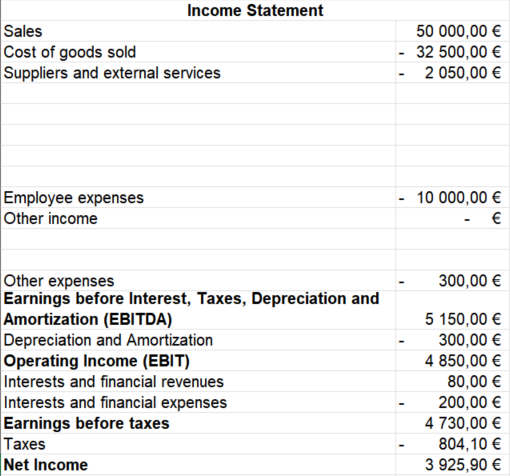 Income Statement
Sales 50 000,00 €
Cost of goods sold - 32 500,00 €
Suppliers and external services - 2 050,00 €
Employee expenses - 10 000,00 €
Other income - €
Other expenses - 300,00 €
Earnings before Interest, Taxes, Depreciation and
Amortization (EBITDA) 5 150,00 €
Depreciation and Amortization - 300,00 €
Operating Income (EBIT) 4 850,00 €
Interests and financial revenues 80,00 €
Interests and financial expenses - 200,00 €
Earnings before taxes 4 730,00 €
Taxes - 804,10 €
Net Income 3 925,90 €